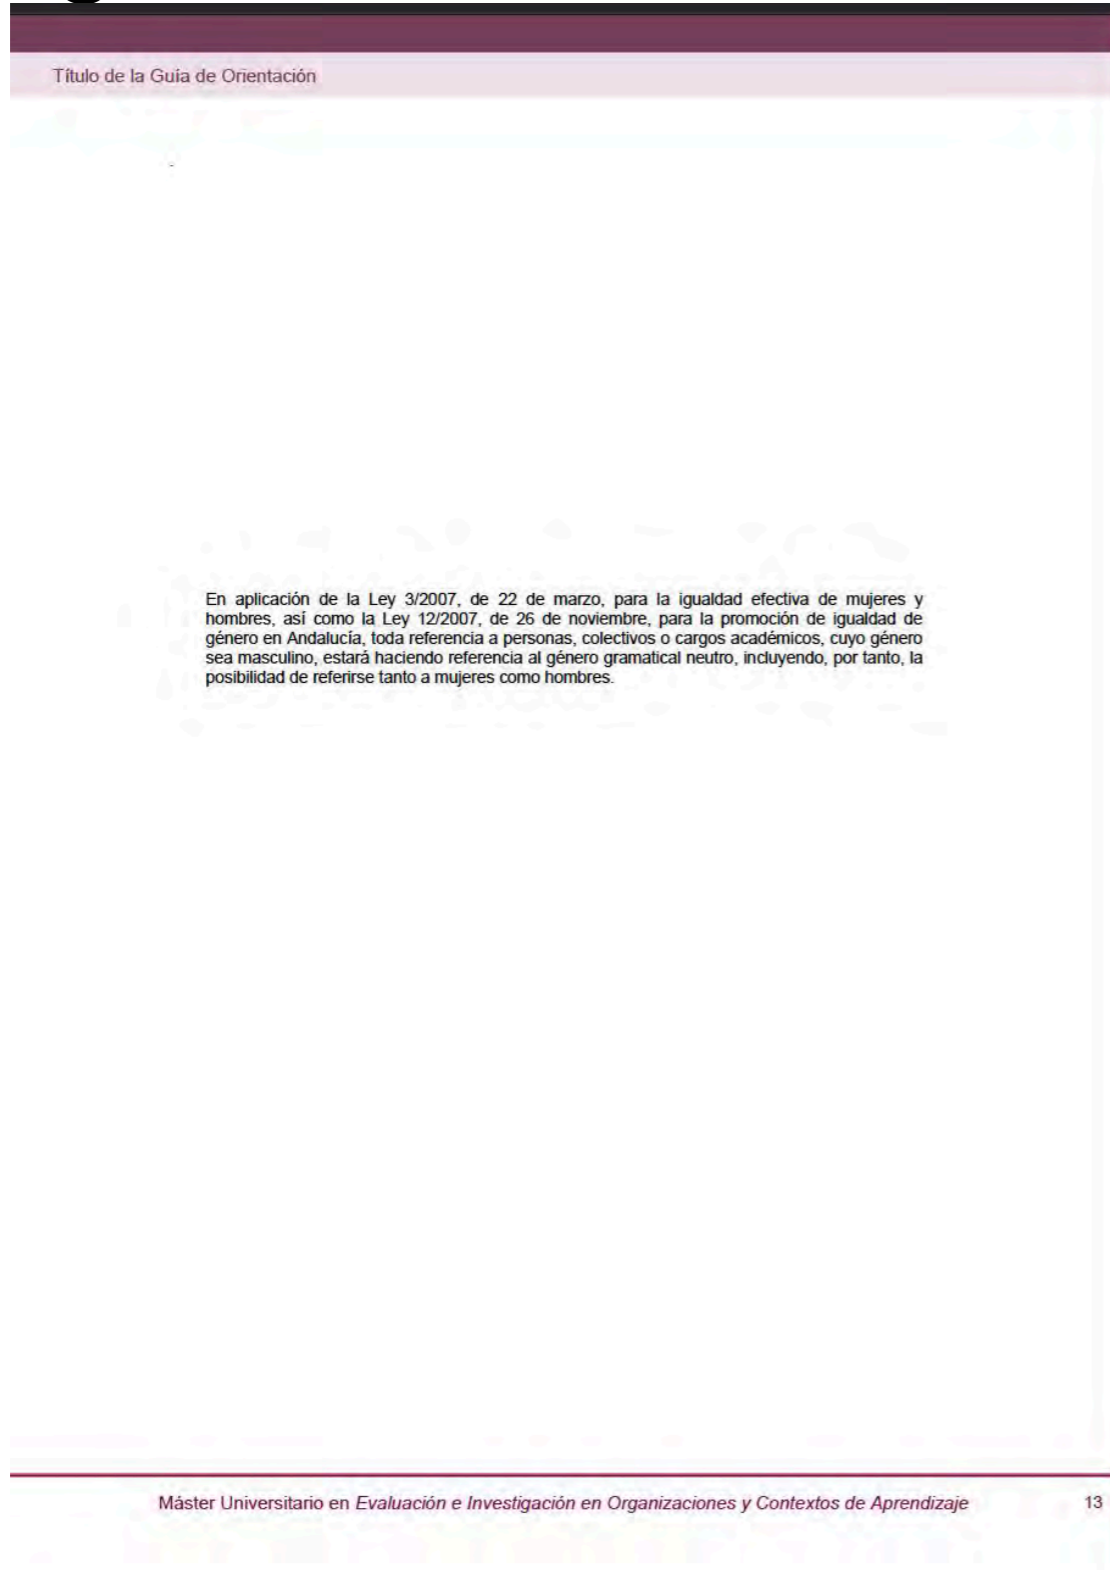 Título de la Guía de Orientación
En aplicación de la Ley 3/2007, de 22 de marzo, para la igualdad efectiva de mujeres y
hombres, así como la Ley 12/2007, de 26 de noviembre, para la promoción de igualdad de
género en Andalucía, toda referencia a personas, colectivos o cargos académicos, cuyo género
sea masculino, estará haciendo referencia al género gramatical neutro, incluyendo, por tanto, la
posibilidad de referirse tanto a mujeres como hombres.
Máster Universitario en Evaluación e Investigación en Organizaciones y Contextos de Aprendizaje 13